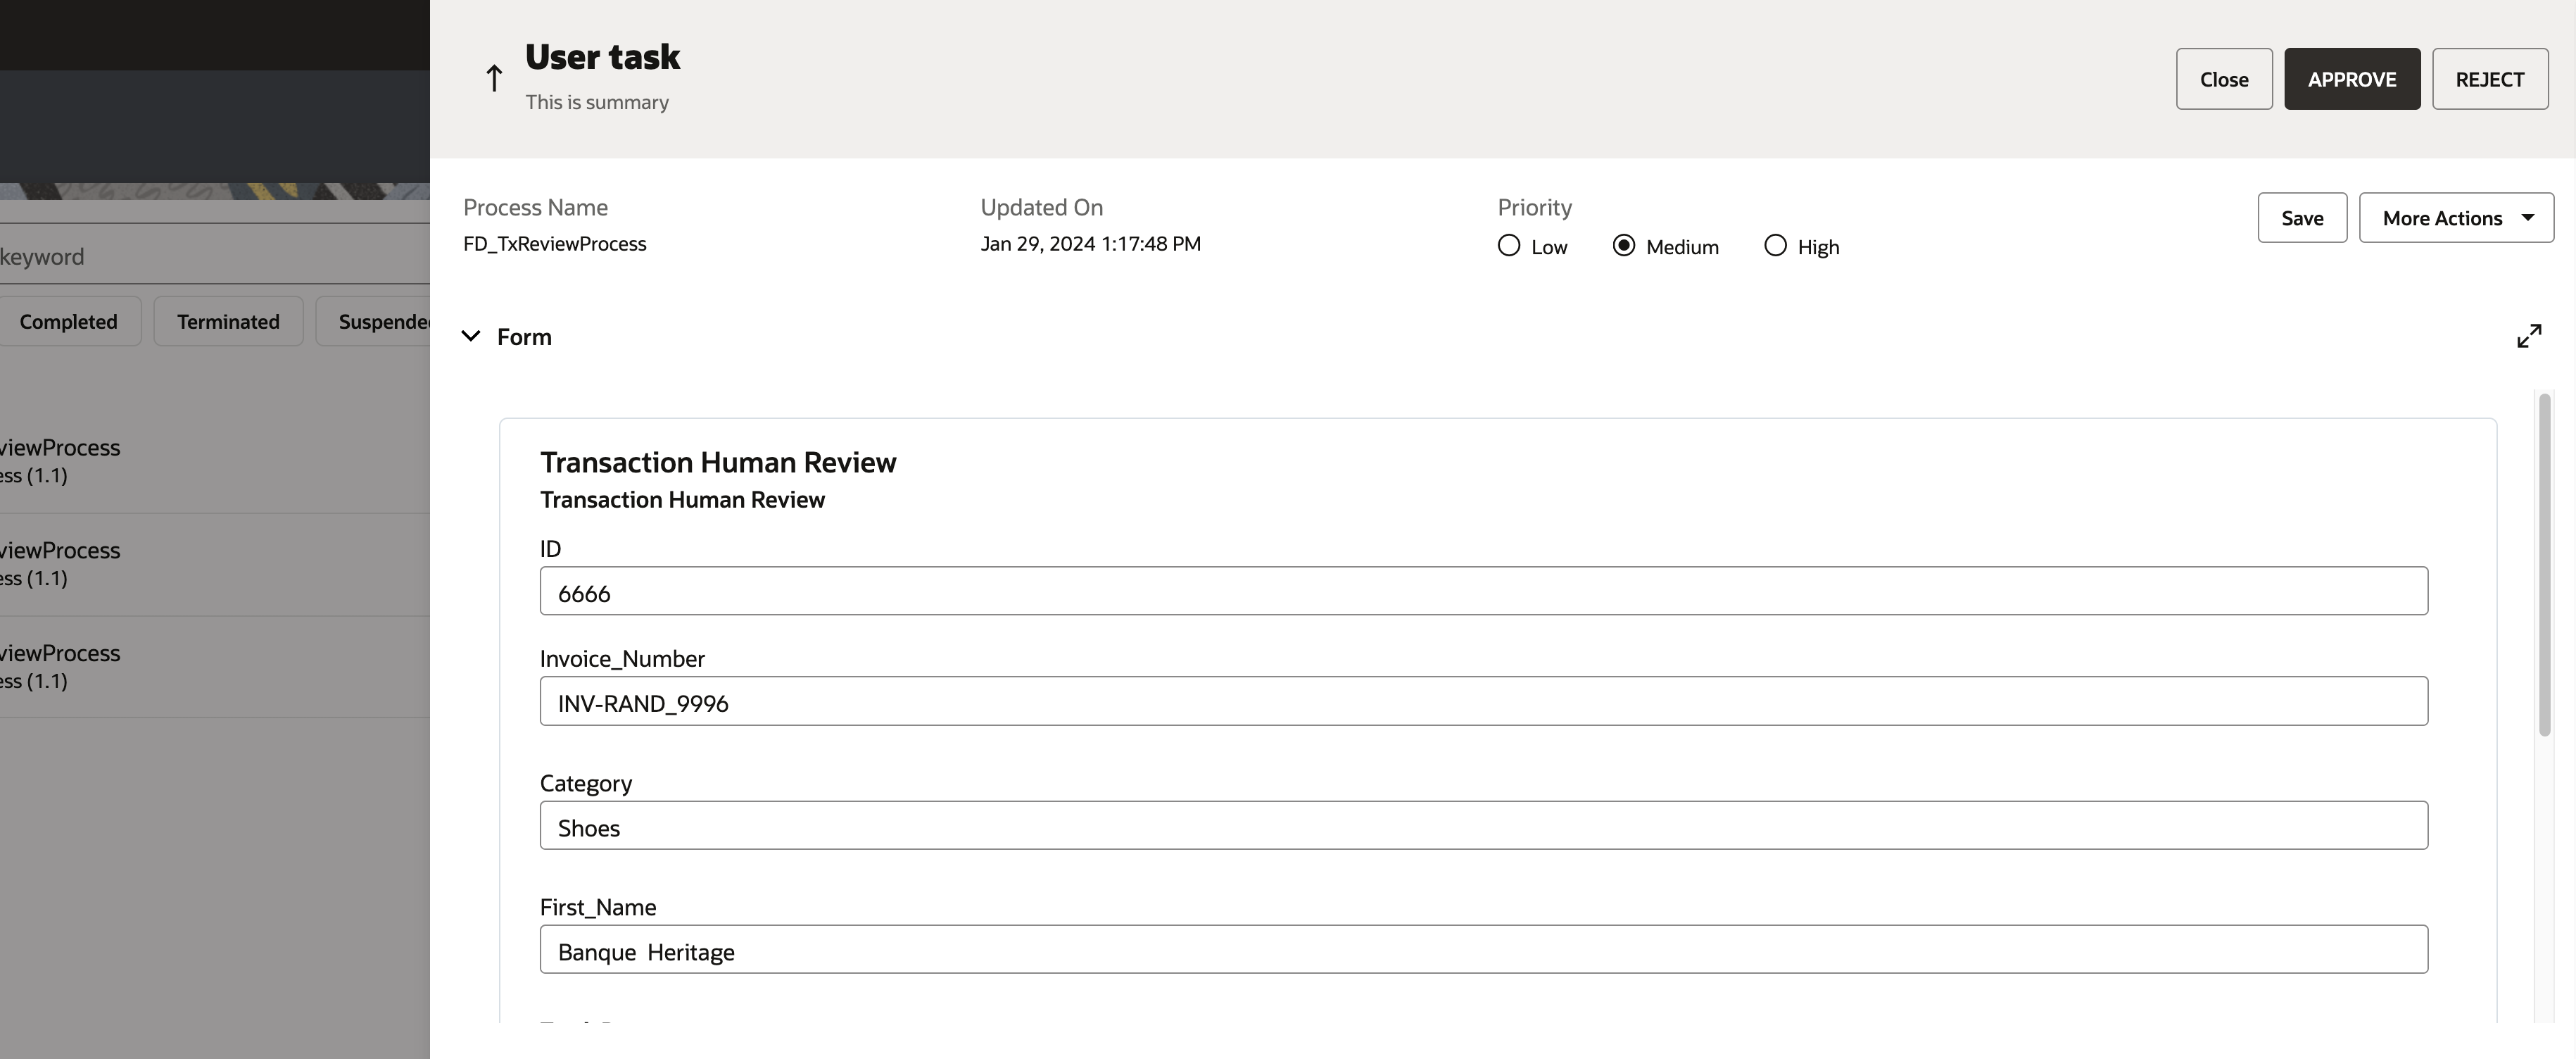 User task
This is summary
Close
APPROVE
REJECT
Process Name
FD_TxReviewProcess
Updated On
Jan 29, 2024 1:17:48 PM
Priority
Low
Medium
High
Save
More Actions
keyword
Completed
Terminated
Form
Transaction Human Review
Transaction Human Review
ID
6666
Invoice_Number
INV-RAND_9996
Category
Shoes
First_Name
Banque  Heritage
viewProcess
ess (1.1)
viewProcess
ess (1.1)
viewProcess
ess (1.1)